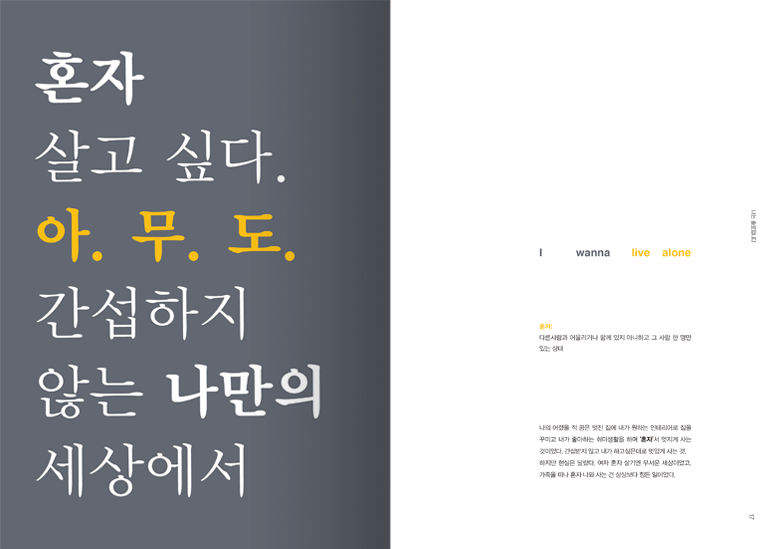 혼자
살고 싶다.
아. 무. 도.
간섭하지
않는 나만의
세상에서
I wanna live alone
혼자|
다른사람과 어울리거나 함께 있지 아니하고 그 사람 한 명만
있는 상태
나의 어렸을 적 꿈은 멋진 집에 내가 원하는 인테리어로 집을
꾸미고 내가 좋아하는 취미생활을 하며 '혼자'서 멋지게 사는
것이었다. 간섭받지 않고 내가 하고싶은데로 멋있게 사는 것.
하지만 현실은 달랐다. 여자 혼자 살기엔 무서운 세상이었고,
가족을 떠나 혼자 나와 사는 건 상상보다 힘든 일이었다.
나는
17